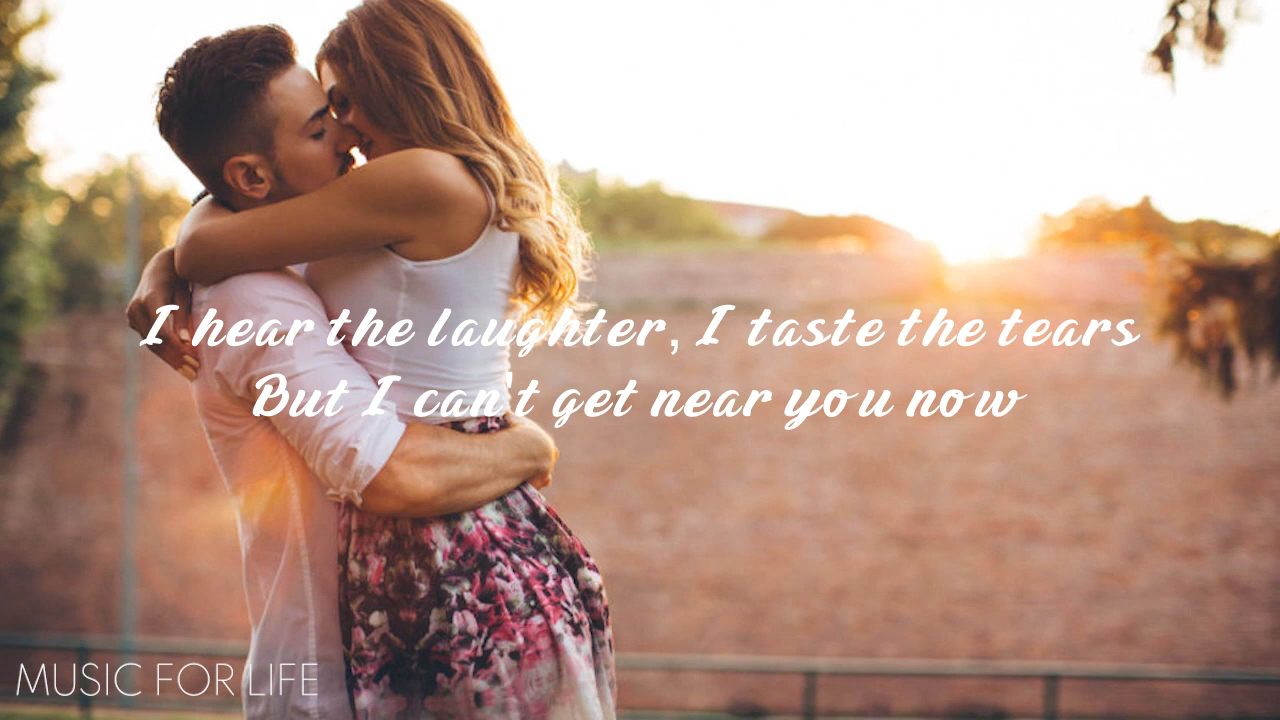 I hear the laughter, I taste the tears
But I can't get near you now
MUSIC FOR LIFE